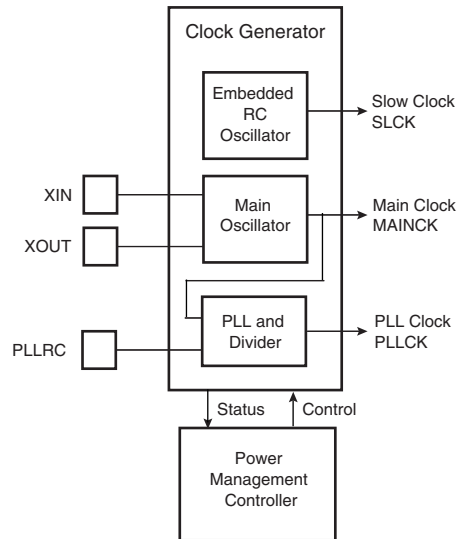 Clock Generator
Embedded
RC
Oscillator
Slow Clock
SLCK
XIN
Main
Oscillator
Main Clock
MAINCK
XOUT
PLL and
Divider
PLL Clock
PLLCK
PLLRC
Status
Control
Power
Management
Controller